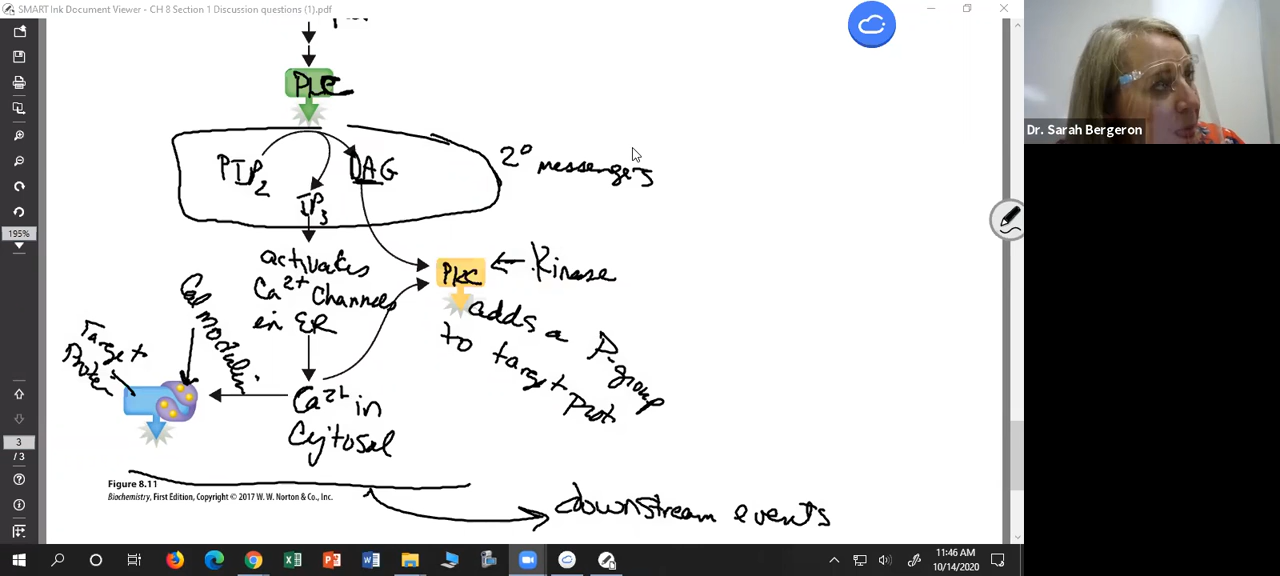 SMART Ink Document Viewer - CH 8 Section 1 Discussion questions (1).pdf
Dr. Sarah Bergeron
PLC
PIP2
DAG
IP3
2° messengers
activates
Ca2+ Channels
in ER
PKC
← Kinase
adds a P-group
to target Prot
Calmodulin
Target
Protein
Ca2+ in
Cytosol
Figure 8.11
Biochemistry, First Edition, Copyright © 2017 W. W. Norton & Co., Inc.
downstream events
195%
3
/ 3
11:46 AM
10/14/2020